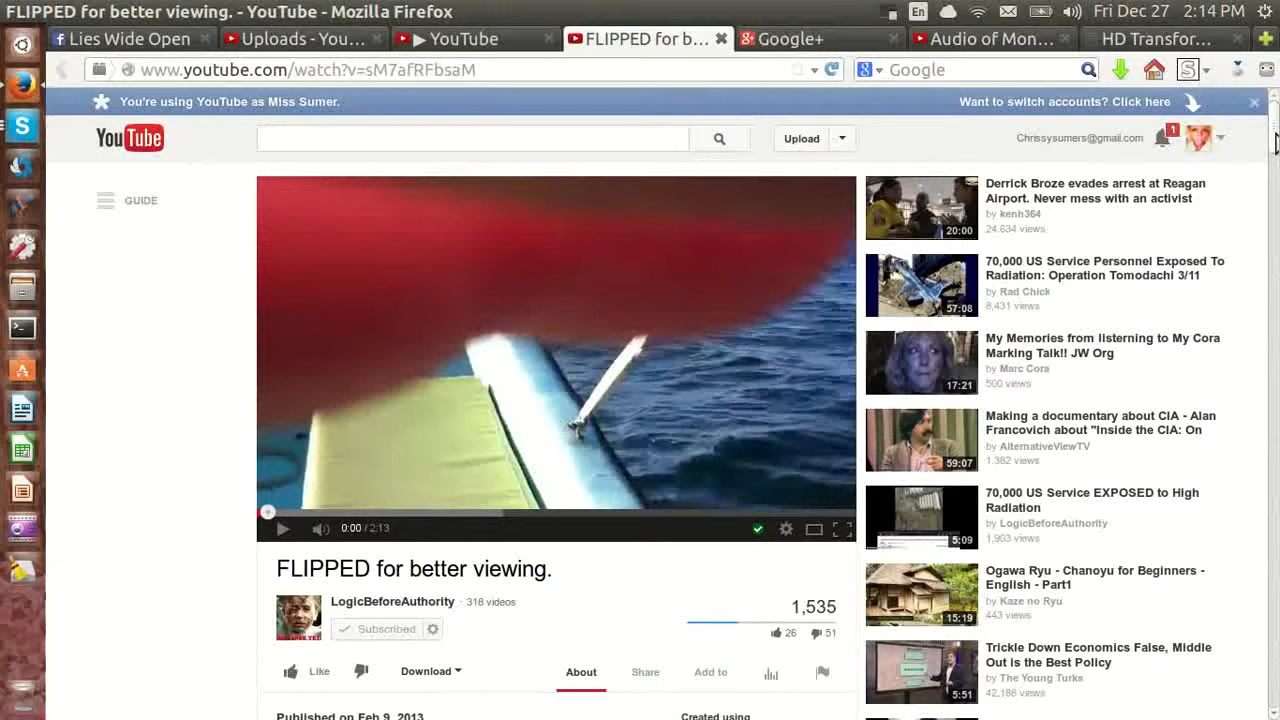 FLIPPED for better viewing. - YouTube - Mozilla Firefox
En
Fri Dec 27
2:14 PM
Lies Wide Open
Uploads - You...
▶ YouTube
FLIPPED for b...
Google+
Audio of Mon...
HD Transfor...
www.youtube.com/watch?v=sM7afRFbsaM
Google
You're using YouTube as Miss Sumer.
Want to switch accounts? Click here
YouTube
Upload
Chrissysumers@gmail.com
1
GUIDE
0:00 / 2:13
FLIPPED for better viewing.
LogicBeforeAuthority · 318 videos
Subscribed
1,535
26
51
Like
Download
About
Share
Add to
Published on Feb 9, 2013
Created using
Derrick Broze evades arrest at Reagan
Airport. Never mess with an activist
by kenh364
24,634 views
20:00
70,000 US Service Personnel Exposed To
Radiation: Operation Tomodachi 3/11
by Rad Chick
8,431 views
57:08
My Memories from listerning to My Cora
Marking Talk!! JW Org
by Marc Cora
500 views
17:21
Making a documentary about CIA - Alan
Francovich about "Inside the CIA: On
by AlternativeViewTV
1,382 views
59:07
70,000 US Service EXPOSED to High
Radiation
by LogicBeforeAuthority
1,903 views
5:09
Ogawa Ryu - Chanoyu for Beginners -
English - Part1
by Kaze no Ryu
443 views
15:19
Trickle Down Economics False, Middle
Out is the Best Policy
by The Young Turks
42,186 views
5:51